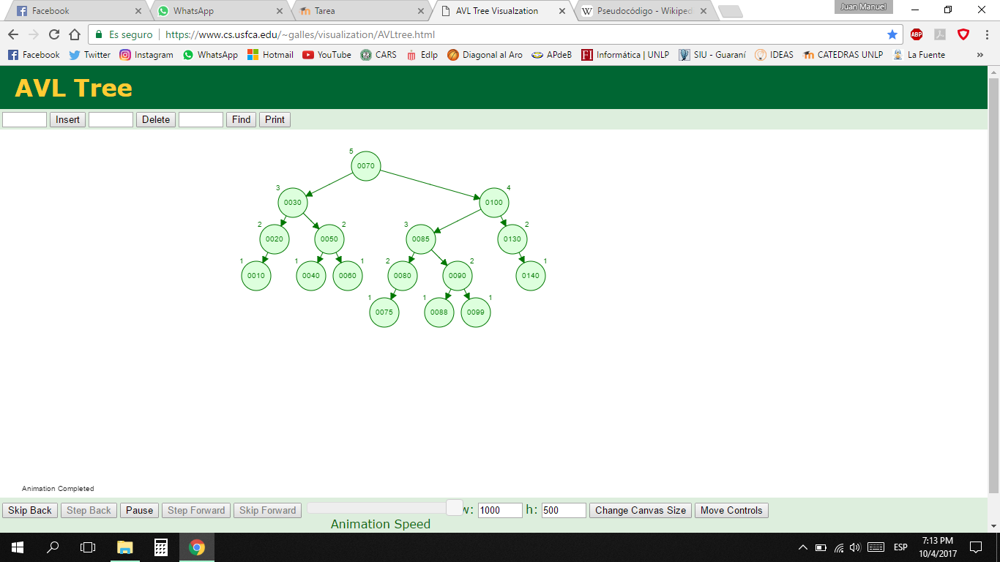 Facebook WhatsApp Tarea AVL Tree Visualzation Pseudocódigo - Wikiped Juan Manuel
Es seguro https://www.cs.usfca.edu/~galles/visualization/AVLtree.html ABP
Facebook Twitter Instagram WhatsApp Hotmail YouTube CARS Edlp Diagonal al Aro APdeB Informática | UNLP SIU - Guaraní IDEAS CATEDRAS UNLP La Fuente »
AVL Tree
Insert Delete Find Print
5 0070
3 0030 4 0100
2 0020 2 0050 3 0085 2 0130
1 0010 1 0040 1 0060 2 0080 2 0090 1 0140
1 0075 1 0088 1 0099
Animation Completed
Skip Back Step Back Pause Step Forward Skip Forward w: 1000 h: 500 Change Canvas Size Move Controls
Animation Speed
ESP 7:13 PM
10/4/2017